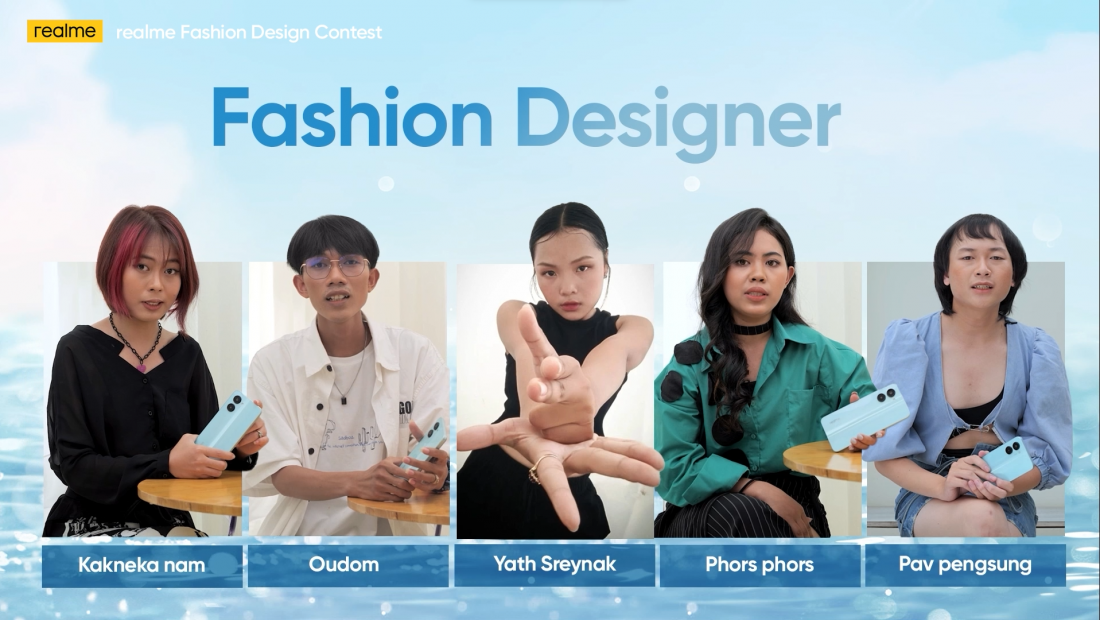 realme
realme Fashion Design Contest
Fashion Designer
Kakneka nam
Oudom
Yath Sreynak
Phors phors
Pav pengsung